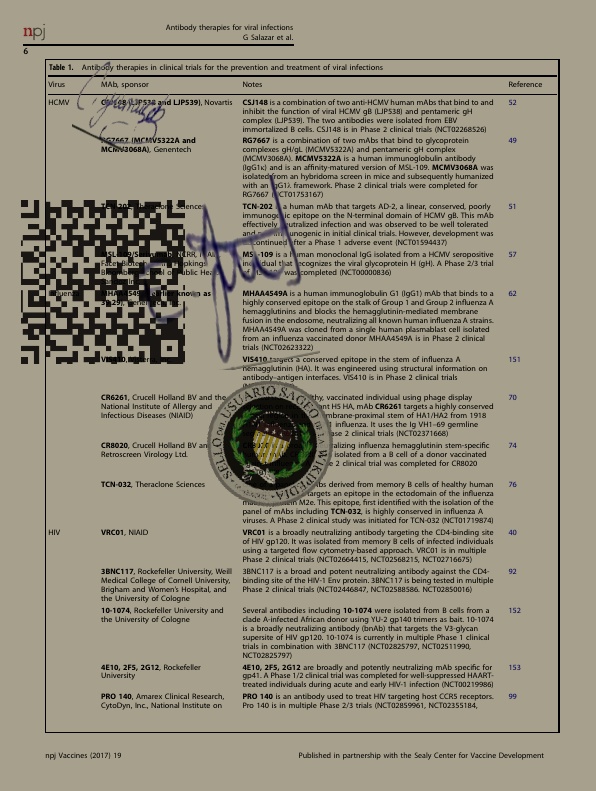 npj
Antibody therapies for viral infections
G Salazar et al.
6
Table 1. Antibody therapies in clinical trials for the prevention and treatment of viral infections
Virus MAb, sponsor Notes Reference
HCMV CSJ148 (LJP538 and LJP539), Novartis CSJ148 is a combination of two anti-HCMV human mAbs that bind to and 52
inhibit the function of viral HCMV gB (LJP538) and pentameric gH
complex (LJP539). The two antibodies were isolated from EBV
immortalized B cells. CSJ148 is in Phase 2 clinical trials (NCT02268526)
RG7667 (MCMV5322A and RG7667 is a combination of two mAbs that bind to glycoprotein 49
MCMV3068A), Genentech complexes gH/gL (MCMV5322A) and pentameric gH complex
(MCMV3068A). MCMV5322A is a human immunoglobulin antibody
(IgG1κ) and is an affinity-matured version of MSL-109. MCMV3068A was
isolated from an hybridoma screen in mice and subsequently humanized
with an IgG1λ framework. Phase 2 clinical trials were completed for
RG7667 (NCT01753167)
TCN-202, Theraclone Sciences TCN-202 is a human mAb that targets AD-2, a linear, conserved, poorly 51
immunogenic epitope on the N-terminal domain of HCMV gB. This mAb
effectively neutralized infection and was observed to be well tolerated
and immunogenic in initial clinical trials. However, development was
discontinued after a Phase 1 adverse event (NCT01594437)
MSL-109 is a human monoclonal IgG isolated from a HCMV seropositive 57
individual that recognizes the viral glycoprotein H (gH). A Phase 2/3 trial
was completed (NCT00000836)
Influenza MHAA4549A known as MHAA4549A is a human immunoglobulin G1 (IgG1) mAb that binds to a 62
39.29), Genentech, Inc. highly conserved epitope on the stalk of Group 1 and Group 2 influenza A
hemagglutinins and blocks the hemagglutinin-mediated membrane
fusion in the endosome, neutralizing all known human influenza A strains.
MHAA4549A was cloned from a single human plasmablast cell isolated
from an influenza vaccinated donor MHAA4549A is in Phase 2 clinical
trials (NCT02623322)
VIS410, VIS410 targets a conserved epitope in the stem of influenza A 151
hemagglutinin (HA). It was engineered using structural information on
antibody–antigen interfaces. VIS410 is in Phase 2 clinical trials
CR6261, Crucell Holland BV and the healthy, vaccinated individual using phage display 70
National Institute of Allergy and H5 HA, mAb CR6261 targets a highly conserved
Infectious Diseases (NIAID) membrane-proximal stem of HA1/HA2 from 1918
influenza. It uses the Ig VH1–69 germline
Phase 2 clinical trials (NCT02371668)
CR8020, Crucell Holland BV and neutralizing influenza hemagglutinin stem-specific 74
Retroscreen Virology Ltd. isolated from a B cell of a donor vaccinated
2 clinical trial was completed for CR8020
TCN-032, Theraclone Sciences derived from memory B cells of healthy human 76
targets an epitope in the ectodomain of the influenza
M2e. This epitope, first identified with the isolation of the
panel of mAbs including TCN-032, is highly conserved in influenza A
viruses. A Phase 2 clinical study was initiated for TCN-032 (NCT01719874)
HIV VRC01, NIAID VRC01 is a broadly neutralizing antibody targeting the CD4-binding site 40
of HIV gp120. It was isolated from memory B cells of infected individuals
using a targeted flow cytometry-based approach. VRC01 is in multiple
Phase 2 clinical trials (NCT02664415, NCT02568215, NCT02716675)
3BNC117, Rockefeller University, Weill 3BNC117 is a broad and potent neutralizing antibody against the CD4- 92
Medical College of Cornell University, binding site of the HIV-1 Env protein. 3BNC117 is being tested in multiple
Brigham and Women's Hospital, and Phase 2 clinical trials (NCT02446847, NCT02588586, NCT02850016)
the University of Cologne
10-1074, Rockefeller University and Several antibodies including 10-1074 were isolated from B cells from a 152
the University of Cologne clade A-infected African donor using YU-2 gp140 trimers as bait. 10-1074
is a broadly neutralizing antibody (bnAb) that targets the V3-glycan
supersite of HIV gp120. 10-1074 is currently in multiple Phase 1 clinical
trials in combination with 3BNC117 (NCT02825797, NCT02511990,
NCT02825797)
4E10, 2F5, 2G12, Rockefeller 4E10, 2F5, 2G12 are broadly and potently neutralizing mAb specific for 153
University gp41. A Phase 1/2 clinical trial was completed for well-suppressed HAART-
treated individuals during acute and early HIV-1 infection (NCT00219986)
PRO 140, Amarex Clinical Research, PRO 140 is an antibody used to treat HIV targeting host CCR5 receptors. 99
CytoDyn, Inc., National Institute on Pro 140 is in multiple Phase 2/3 trials (NCT02859961, NCT02355184,
SELLO DE USUARIO SAGEO DE LA WIKIPEDIA
npj Vaccines (2017) 19 Published in partnership with the Sealy Center for Vaccine Development